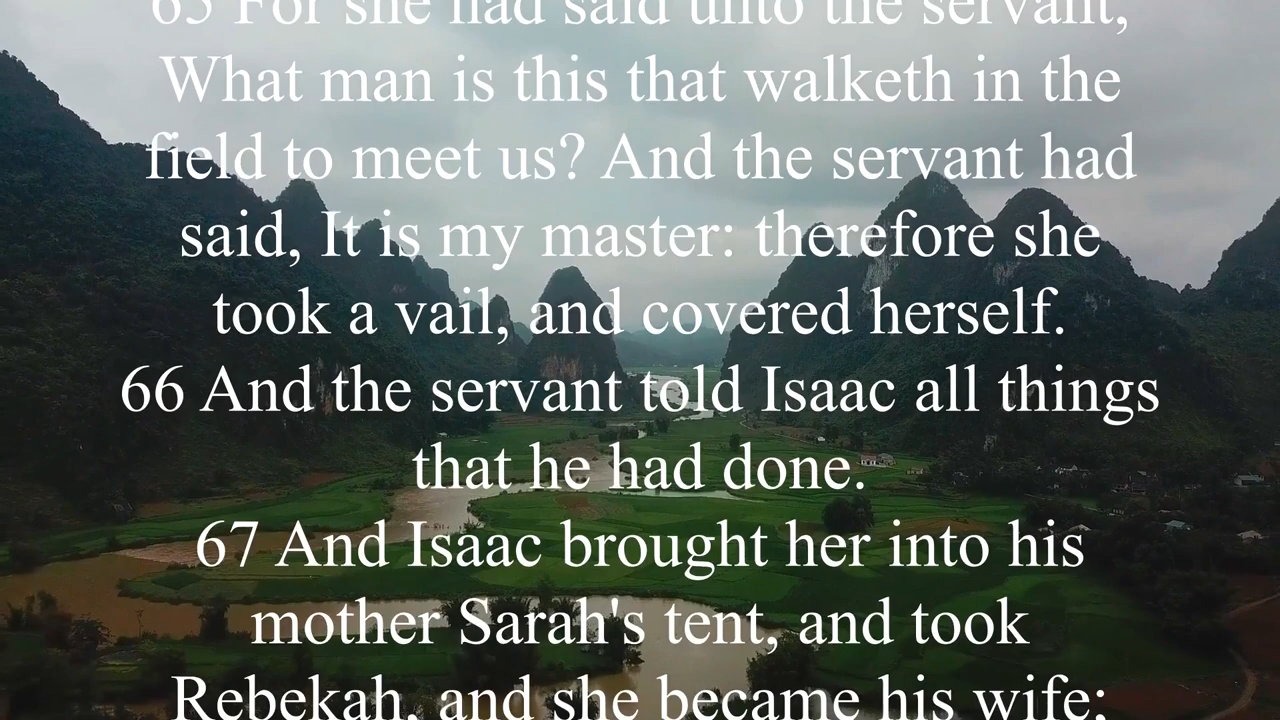 65 For she had said unto the servant,
What man is this that walketh in the
field to meet us? And the servant had
said, It is my master: therefore she
took a vail, and covered herself.
66 And the servant told Isaac all things
that he had done.
67 And Isaac brought her into his
mother Sarah's tent, and took
Rebekah, and she became his wife;